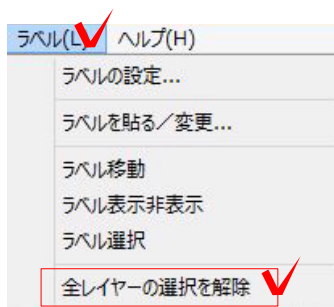 ラベル(L) ヘルプ(H)
ラベルの設定...
ラベルを貼る／変更...
ラベル移動
ラベル表示非表示
ラベル選択
全レイヤーの選択を解除